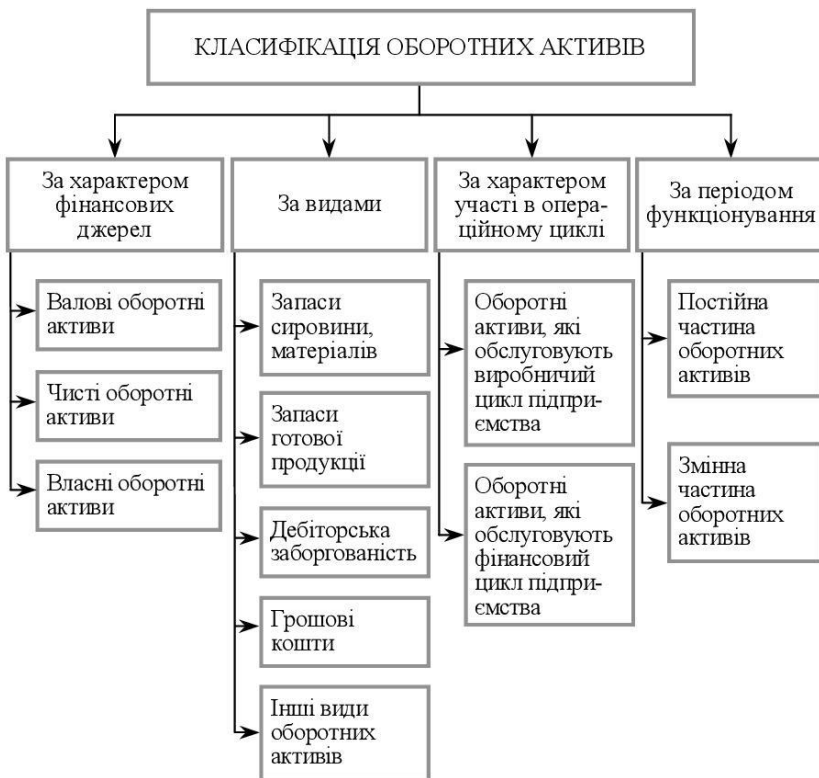 КЛАСИФІКАЦІЯ ОБОРОТНИХ АКТИВІВ
За характером
фінансових
джерел
Валові оборотні
активи
Чисті оборотні
активи
Власні оборотні
активи
За видами
Запаси
сировини,
матеріалів
Запаси
готової
продукції
Дебіторська
заборгованість
Грошові
кошти
Інші види
оборотних
активів
За характером
участі в опера-
ційному циклі
Оборотні
активи, які
обслуговують
виробничий
цикл підпри-
ємства
Оборотні
активи, які
обслуговують
фінансовий
цикл підпри-
ємства
За періодом
функціонування
Постійна
частина
оборотних
активів
Змінна
частина
оборотних
активів